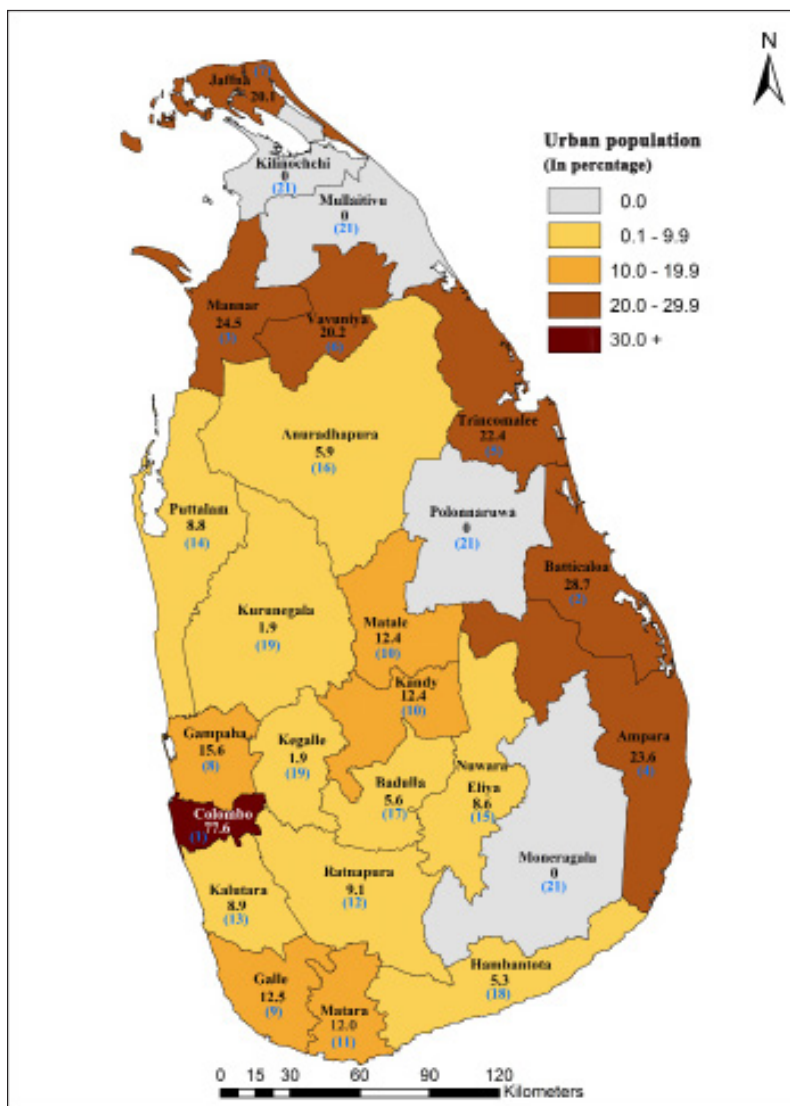 N
Urban population
(In percntage)
0.0
0.1 - 9.9
10.0 - 19.9
20.0 - 29.9
30.0 +
(7)
Jaffna
20.1
Kilinochchi
0
(21)
Mullaitivu
0
(21)
Mannar
24.5
(3)
Vavuniya
20.2
(6)
Trincomalee
22.4
(5)
Anuradhapura
5.9
(16)
Puttalam
8.8
(14)
Polonnaruwa
0
(21)
Batticaloa
28.7
(2)
Kurunegala
1.9
(19)
Matale
12.4
(10)
Kandy
12.4
(10)
Gampaha
15.6
(8)
Kegalle
1.9
(19)
Badulla
5.6
(17)
Nuwara
Eliya
8.6
(15)
Ampara
23.6
(4)
Colombo
77.6
(1)
Moneragala
0
(21)
Ratnapura
9.1
(12)
Kalutara
8.9
(13)
Hambantota
5.3
(18)
Galle
12.5
(9)
Matara
12.0
(11)
0 15 30 60 90 120
Kilometers